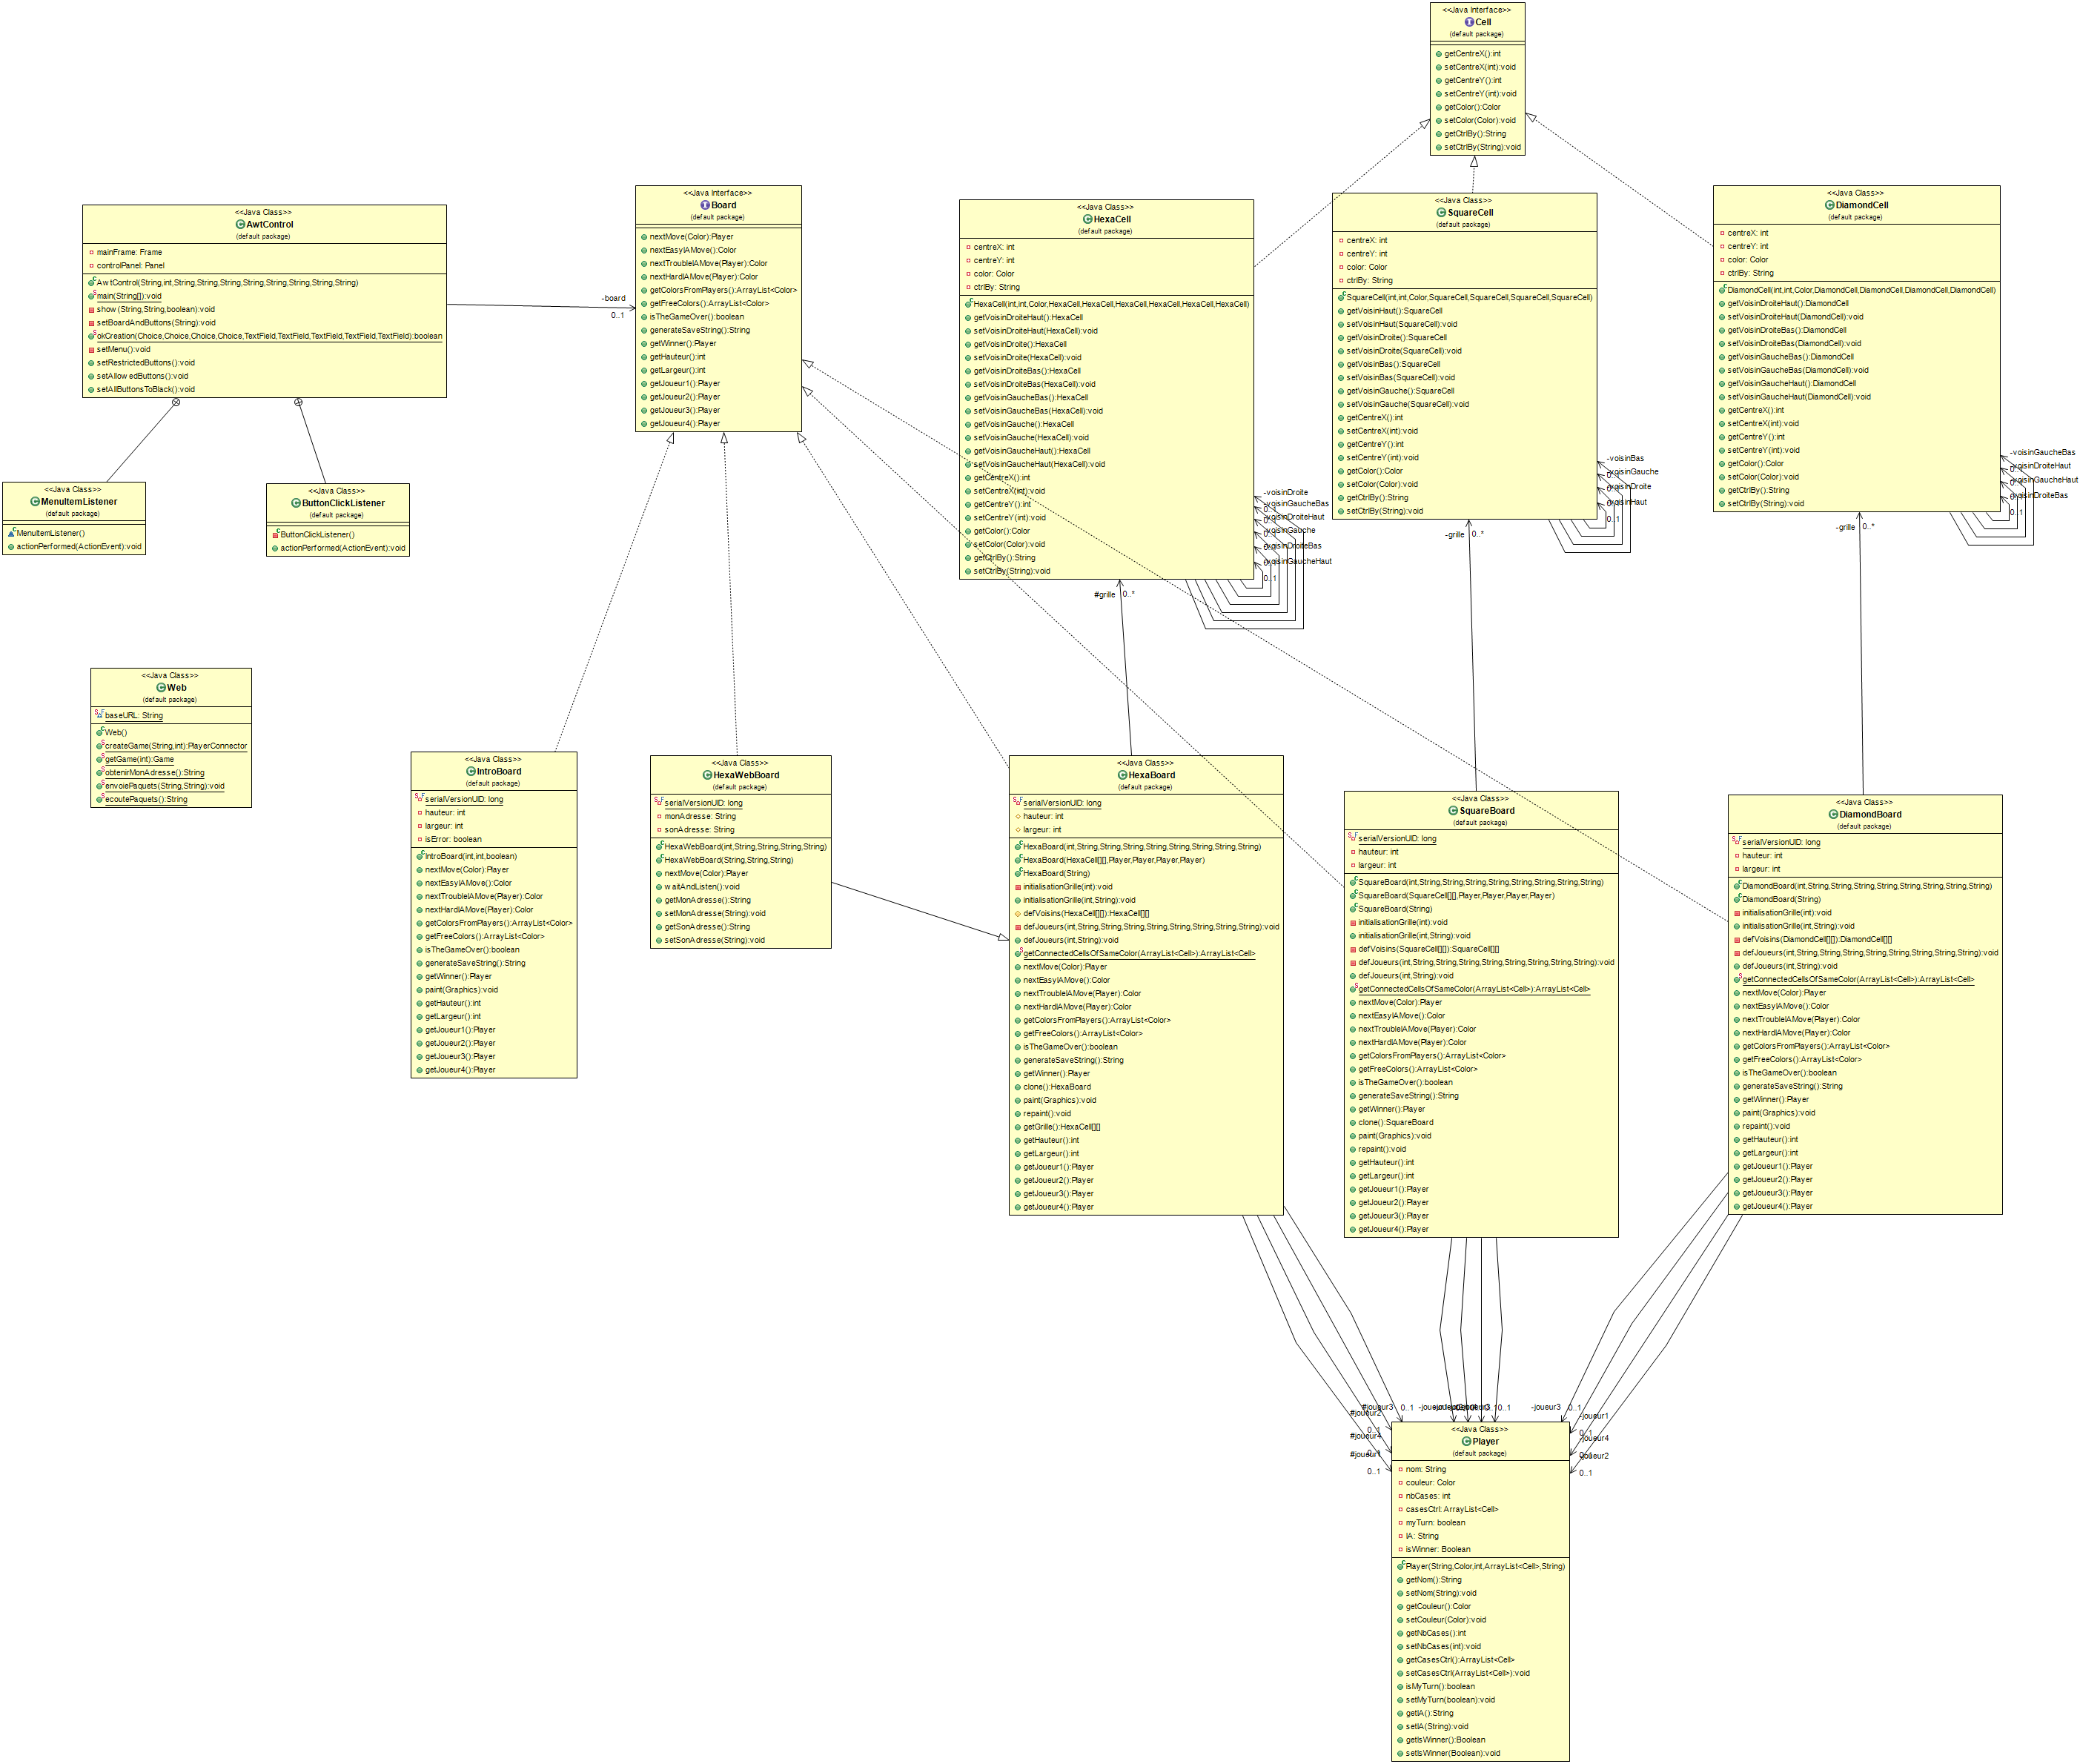 <<Java Interface>>
Cell
(default package)
getCentreX():int
setCentreX(int):void
getCentreY():int
setCentreY(int):void
getColor():Color
setColor(Color):void
getCtrlBy():String
setCtrlBy(String):void
<<Java Class>>
AwtControl
(default package)
mainFrame: Frame
controlPanel: Panel
AwtControl(String,int,String,String,String,String,String,String,String,String)
main(String[]):void
show(String,String,boolean):void
setBoardAndButtons(String):void
okCreation(Choice,Choice,Choice,Choice,TextField,TextField,TextField,TextField,TextField):boolean
setMenu():void
setRestrictedButtons():void
setAllowedButtons():void
setAllButtonsToBlack():void
-board
0..1
<<Java Interface>>
Board
(default package)
nextMove(Color):Player
nextEasyIAMove():Color
nextTroubleIAMove(Player):Color
nextHardIAMove(Player):Color
getColorsFromPlayers():ArrayList<Color>
getFreeColors():ArrayList<Color>
isTheGameOver():boolean
generateSaveString():String
getWinner():Player
getHauteur():int
getLargeur():int
getJoueur1():Player
getJoueur2():Player
getJoueur3():Player
getJoueur4():Player
<<Java Class>>
HexaCell
(default package)
centreX: int
centreY: int
color: Color
ctrlBy: String
HexaCell(int,int,Color,HexaCell,HexaCell,HexaCell,HexaCell,HexaCell,HexaCell)
getVoisinDroiteHaut():HexaCell
setVoisinDroiteHaut(HexaCell):void
getVoisinDroite():HexaCell
setVoisinDroite(HexaCell):void
getVoisinDroiteBas():HexaCell
setVoisinDroiteBas(HexaCell):void
getVoisinGaucheBas():HexaCell
setVoisinGaucheBas(HexaCell):void
getVoisinGauche():HexaCell
setVoisinGauche(HexaCell):void
getVoisinGaucheHaut():HexaCell
setVoisinGaucheHaut(HexaCell):void
getCentreX():int
setCentreX(int):void
getCentreY():int
setCentreY(int):void
getColor():Color
setColor(Color):void
getCtrlBy():String
setCtrlBy(String):void
-voisinDroite
-voisinGaucheBas
-voisinDroiteHaut
-voisinGauche
-voisinDroiteBas
-voisinGaucheHaut
0..1
#grille
0..*
<<Java Class>>
SquareCell
(default package)
centreX: int
centreY: int
color: Color
ctrlBy: String
SquareCell(int,int,Color,SquareCell,SquareCell,SquareCell,SquareCell)
getVoisinHaut():SquareCell
setVoisinHaut(SquareCell):void
getVoisinDroite():SquareCell
setVoisinDroite(SquareCell):void
getVoisinBas():SquareCell
setVoisinBas(SquareCell):void
getVoisinGauche():SquareCell
setVoisinGauche(SquareCell):void
getCentreX():int
setCentreX(int):void
getCentreY():int
setCentreY(int):void
getColor():Color
setColor(Color):void
getCtrlBy():String
setCtrlBy(String):void
-voisinBas
-voisinGauche
-voisinDroite
-voisinHaut
0..1
-grille
0..*
<<Java Class>>
DiamondCell
(default package)
centreX: int
centreY: int
color: Color
ctrlBy: String
DiamondCell(int,int,Color,DiamondCell,DiamondCell,DiamondCell,DiamondCell)
getVoisinDroiteHaut():DiamondCell
setVoisinDroiteHaut(DiamondCell):void
getVoisinDroiteBas():DiamondCell
setVoisinDroiteBas(DiamondCell):void
getVoisinGaucheBas():DiamondCell
setVoisinGaucheBas(DiamondCell):void
getVoisinGaucheHaut():DiamondCell
setVoisinGaucheHaut(DiamondCell):void
getCentreX():int
setCentreX(int):void
getCentreY():int
setCentreY(int):void
getColor():Color
setColor(Color):void
getCtrlBy():String
setCtrlBy(String):void
-voisinGaucheBas
-voisinDroiteHaut
-voisinGaucheHaut
-voisinDroiteBas
0..1
-grille
0..*
<<Java Class>>
MenuItemListener
(default package)
MenuItemListener()
actionPerformed(ActionEvent):void
<<Java Class>>
ButtonClickListener
(default package)
ButtonClickListener()
actionPerformed(ActionEvent):void
<<Java Class>>
Web
(default package)
baseURL: String
Web()
createGame(String,int):PlayerConnector
getGame(int):Game
obtenirMonAdresse():String
envoiePaquets(String,String):void
ecoutePaquets():String
<<Java Class>>
IntroBoard
(default package)
serialVersionUID: long
hauteur: int
largeur: int
isError: boolean
IntroBoard(int,int,boolean)
nextMove(Color):Player
nextEasyIAMove():Color
nextTroubleIAMove(Player):Color
nextHardIAMove(Player):Color
getColorsFromPlayers():ArrayList<Color>
getFreeColors():ArrayList<Color>
isTheGameOver():boolean
generateSaveString():String
getWinner():Player
paint(Graphics):void
getHauteur():int
getLargeur():int
getJoueur1():Player
getJoueur2():Player
getJoueur3():Player
getJoueur4():Player
<<Java Class>>
HexaWebBoard
(default package)
serialVersionUID: long
monAdresse: String
sonAdresse: String
HexaWebBoard(int,String,String,String,String)
HexaWebBoard(String,String,String)
nextMove(Color):Player
waitAndListen():void
getMonAdresse():String
setMonAdresse(String):void
getSonAdresse():String
setSonAdresse(String):void
<<Java Class>>
HexaBoard
(default package)
serialVersionUID: long
hauteur: int
largeur: int
HexaBoard(int,String,String,String,String,String,String,String,String)
HexaBoard(HexaCell[][],Player,Player,Player,Player)
HexaBoard(String)
initialisationGrille(int):void
initialisationGrille(int,String):void
defVoisins(HexaCell[][]):HexaCell[][]
defJoueurs(int,String,String,String,String,String,String,String,String):void
defJoueurs(int,String):void
getConnectedCellsOfSameColor(ArrayList<Cell>):ArrayList<Cell>
nextMove(Color):Player
nextEasyIAMove():Color
nextTroubleIAMove(Player):Color
nextHardIAMove(Player):Color
getColorsFromPlayers():ArrayList<Color>
getFreeColors():ArrayList<Color>
isTheGameOver():boolean
generateSaveString():String
getWinner():Player
clone():HexaBoard
paint(Graphics):void
repaint():void
getGrille():HexaCell[][]
getHauteur():int
getLargeur():int
getJoueur1():Player
getJoueur2():Player
getJoueur3():Player
getJoueur4():Player
<<Java Class>>
SquareBoard
(default package)
serialVersionUID: long
hauteur: int
largeur: int
SquareBoard(int,String,String,String,String,String,String,String,String)
SquareBoard(SquareCell[][],Player,Player,Player,Player)
SquareBoard(String)
initialisationGrille(int):void
initialisationGrille(int,String):void
defVoisins(SquareCell[][]):SquareCell[][]
defJoueurs(int,String,String,String,String,String,String,String,String):void
defJoueurs(int,String):void
getConnectedCellsOfSameColor(ArrayList<Cell>):ArrayList<Cell>
nextMove(Color):Player
nextEasyIAMove():Color
nextTroubleIAMove(Player):Color
nextHardIAMove(Player):Color
getColorsFromPlayers():ArrayList<Color>
getFreeColors():ArrayList<Color>
isTheGameOver():boolean
generateSaveString():String
getWinner():Player
clone():SquareBoard
paint(Graphics):void
repaint():void
getHauteur():int
getLargeur():int
getJoueur1():Player
getJoueur2():Player
getJoueur3():Player
getJoueur4():Player
<<Java Class>>
DiamondBoard
(default package)
serialVersionUID: long
hauteur: int
largeur: int
DiamondBoard(int,String,String,String,String,String,String,String,String)
DiamondBoard(String)
initialisationGrille(int):void
initialisationGrille(int,String):void
defVoisins(DiamondCell[][]):DiamondCell[][]
defJoueurs(int,String,String,String,String,String,String,String,String):void
defJoueurs(int,String):void
getConnectedCellsOfSameColor(ArrayList<Cell>):ArrayList<Cell>
nextMove(Color):Player
nextEasyIAMove():Color
nextTroubleIAMove(Player):Color
nextHardIAMove(Player):Color
getColorsFromPlayers():ArrayList<Color>
getFreeColors():ArrayList<Color>
isTheGameOver():boolean
generateSaveString():String
getWinner():Player
paint(Graphics):void
repaint():void
getHauteur():int
getLargeur():int
getJoueur1():Player
getJoueur2():Player
getJoueur3():Player
getJoueur4():Player
#joueur3
0..1
#joueur2
0..1
#joueur4
0..1
#joueur1
0..1
-joueur3
0..1
-joueur1
0..1
-joueur4
0..1
-joueur2
0..1
<<Java Class>>
Player
(default package)
nom: String
couleur: Color
nbCases: int
casesCtrl: ArrayList<Cell>
myTurn: boolean
IA: String
isWinner: Boolean
Player(String,Color,int,ArrayList<Cell>,String)
getNom():String
setNom(String):void
getCouleur():Color
setCouleur(Color):void
getNbCases():int
setNbCases(int):void
getCasesCtrl():ArrayList<Cell>
setCasesCtrl(ArrayList<Cell>):void
isMyTurn():boolean
setMyTurn(boolean):void
getIA():String
setIA(String):void
getIsWinner():Boolean
setIsWinner(Boolean):void